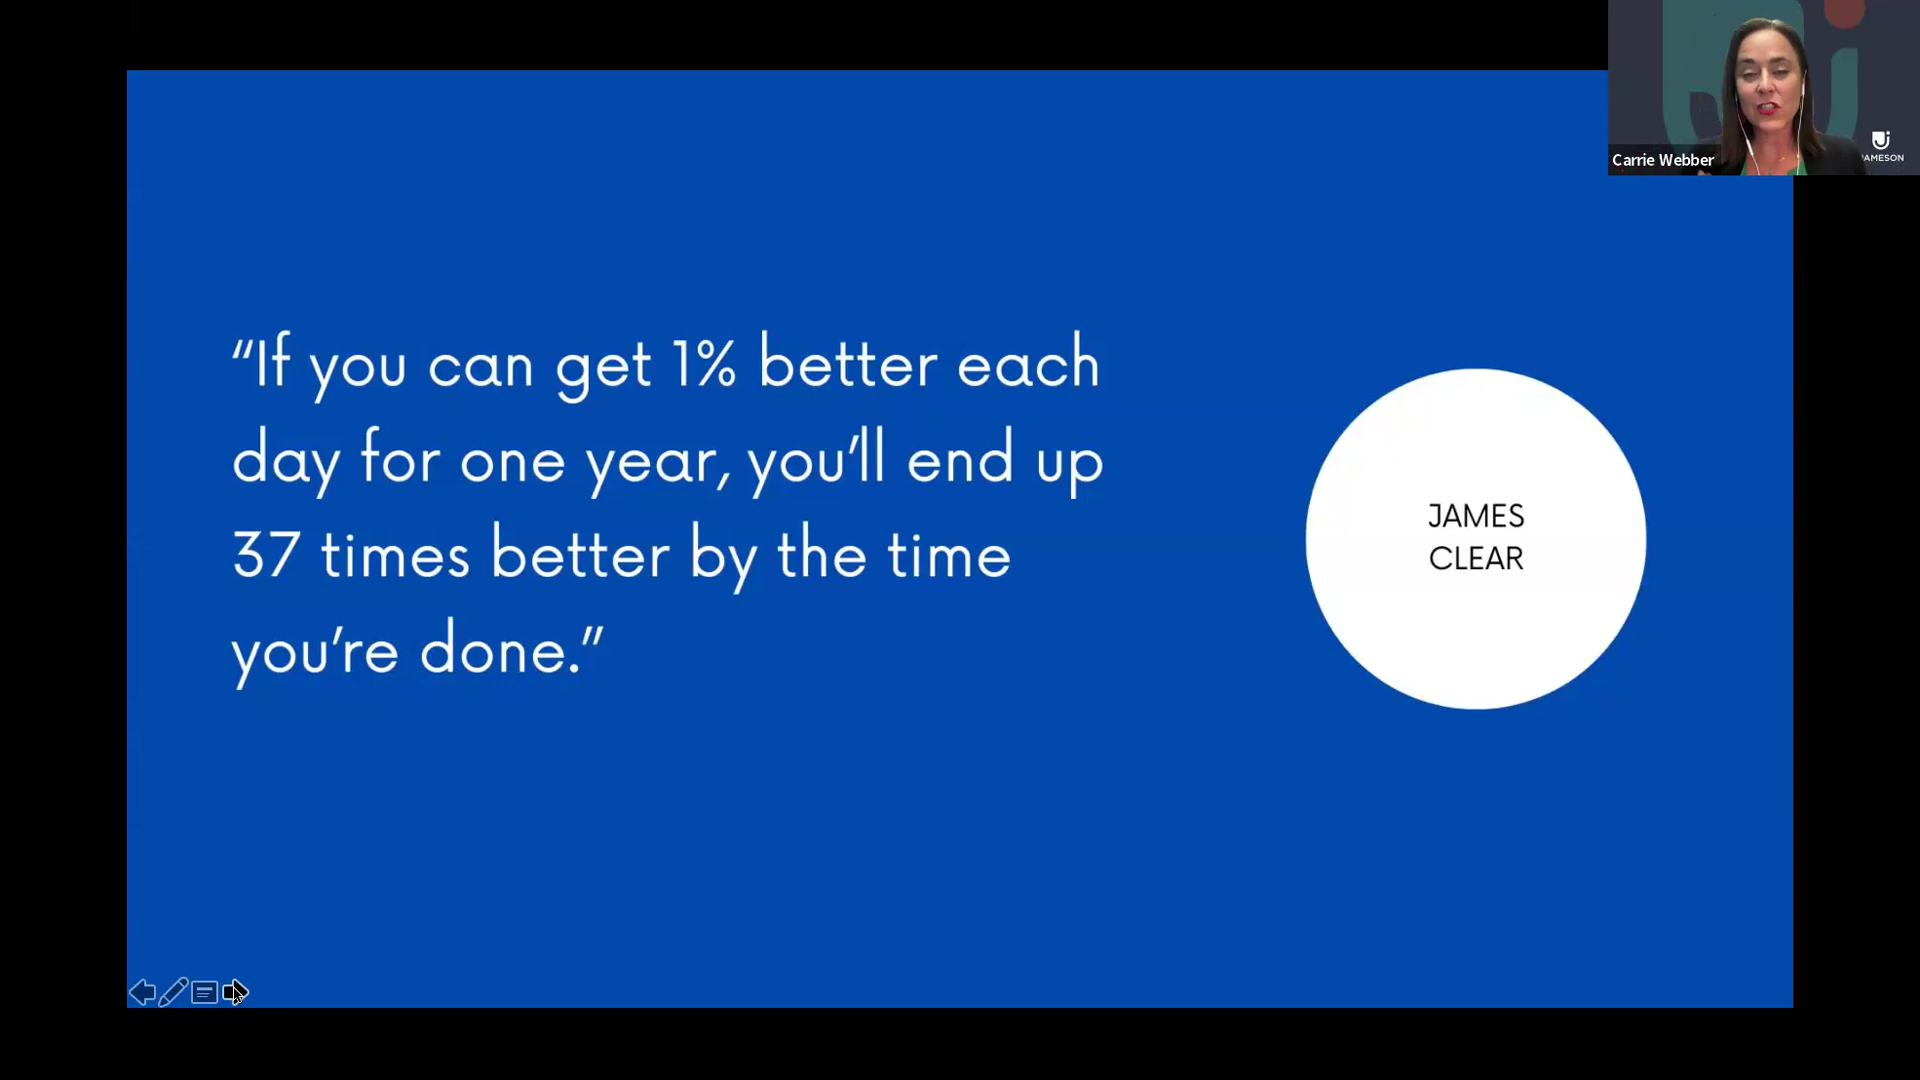 “If you can get 1% better each
day for one year, you’ll end up
37 times better by the time
you’re done.”
JAMES
CLEAR
Carrie Webber
JAMESON